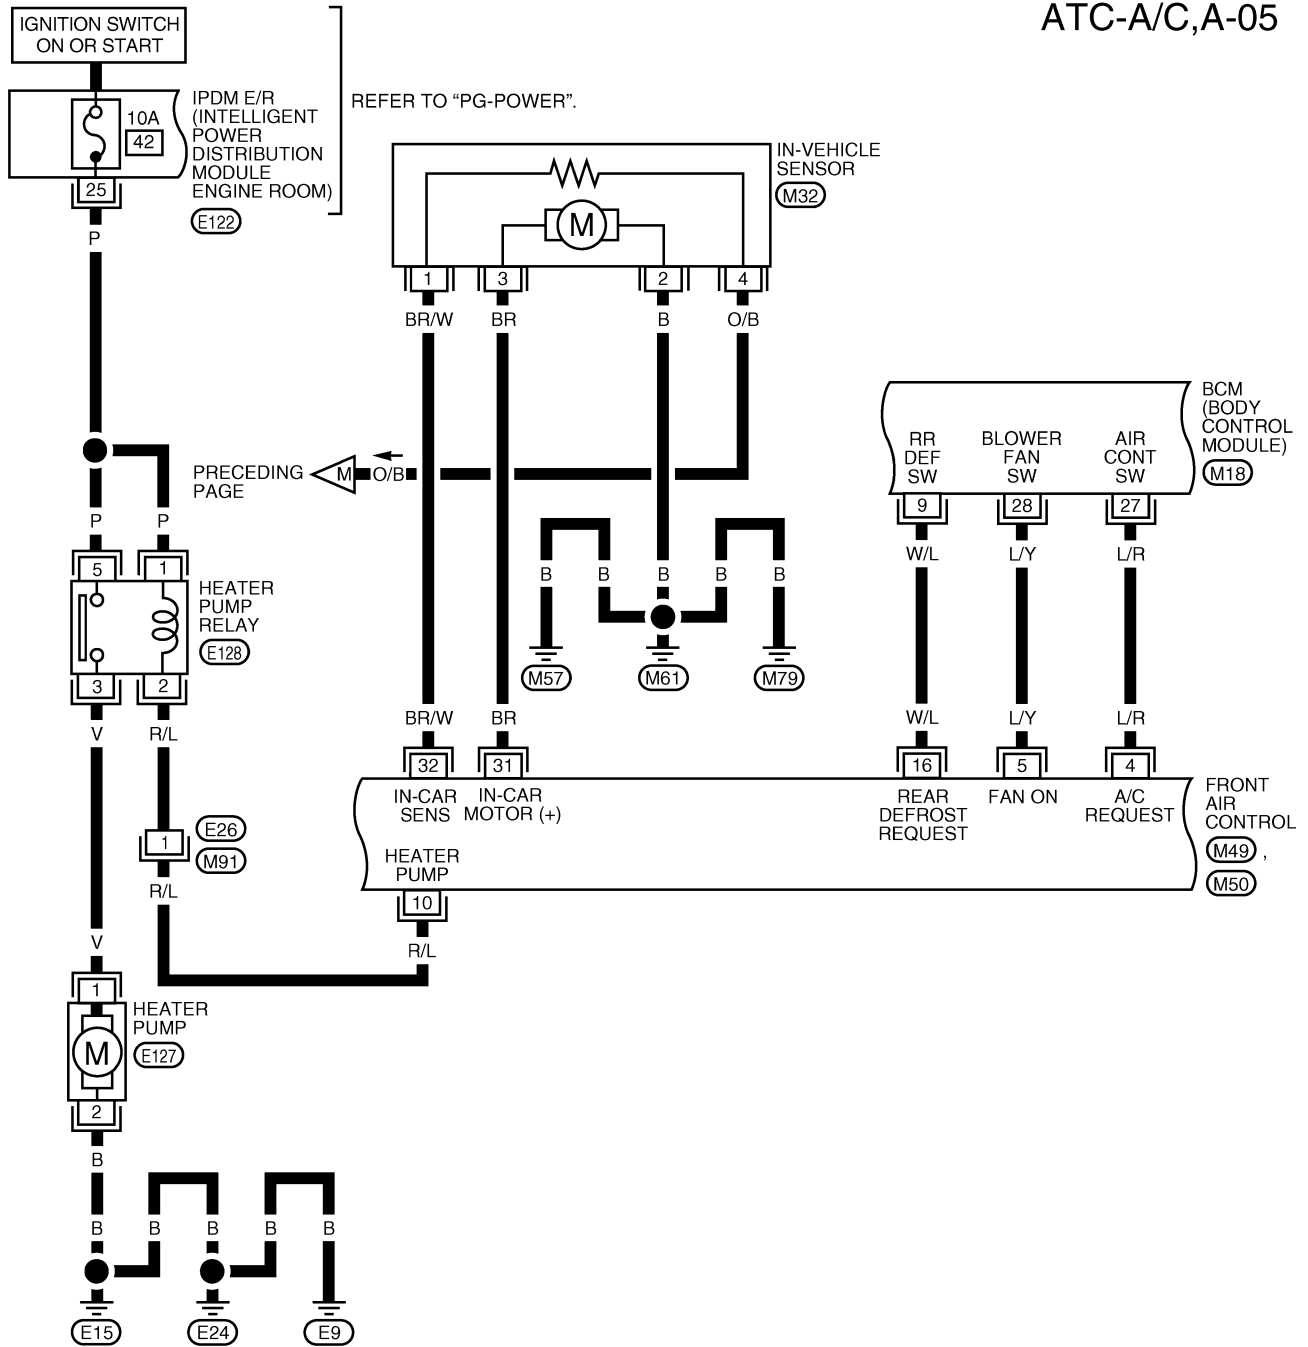 ATC-A/C,A-05
IGNITION SWITCH
ON OR START
10A
42
25
IPDM E/R
(INTELLIGENT
POWER
DISTRIBUTION
MODULE
ENGINE ROOM)
E122
REFER TO “PG-POWER”.
IN-VEHICLE
SENSOR
M32
M
1
3
2
4
P
BR/W
BR
B
O/B
BCM
(BODY
CONTROL
MODULE)
M18
RR
DEF
SW
BLOWER
FAN
SW
AIR
CONT
SW
9
28
27
PRECEDING
PAGE
M
O/B
W/L
L/Y
L/R
P
P
B
B
B
B
B
5
1
HEATER
PUMP
RELAY
E128
3
2
M57
M61
M79
V
R/L
BR/W
BR
W/L
L/Y
L/R
32
31
16
5
4
IN-CAR
SENS
IN-CAR
MOTOR (+)
REAR
DEFROST
REQUEST
FAN ON
A/C
REQUEST
FRONT
AIR
CONTROL
M49 ,
M50
1
E26
M91
HEATER
PUMP
10
R/L
V
R/L
1
HEATER
PUMP
E127
M
2
B
B
B
B
B
B
E15
E24
E9